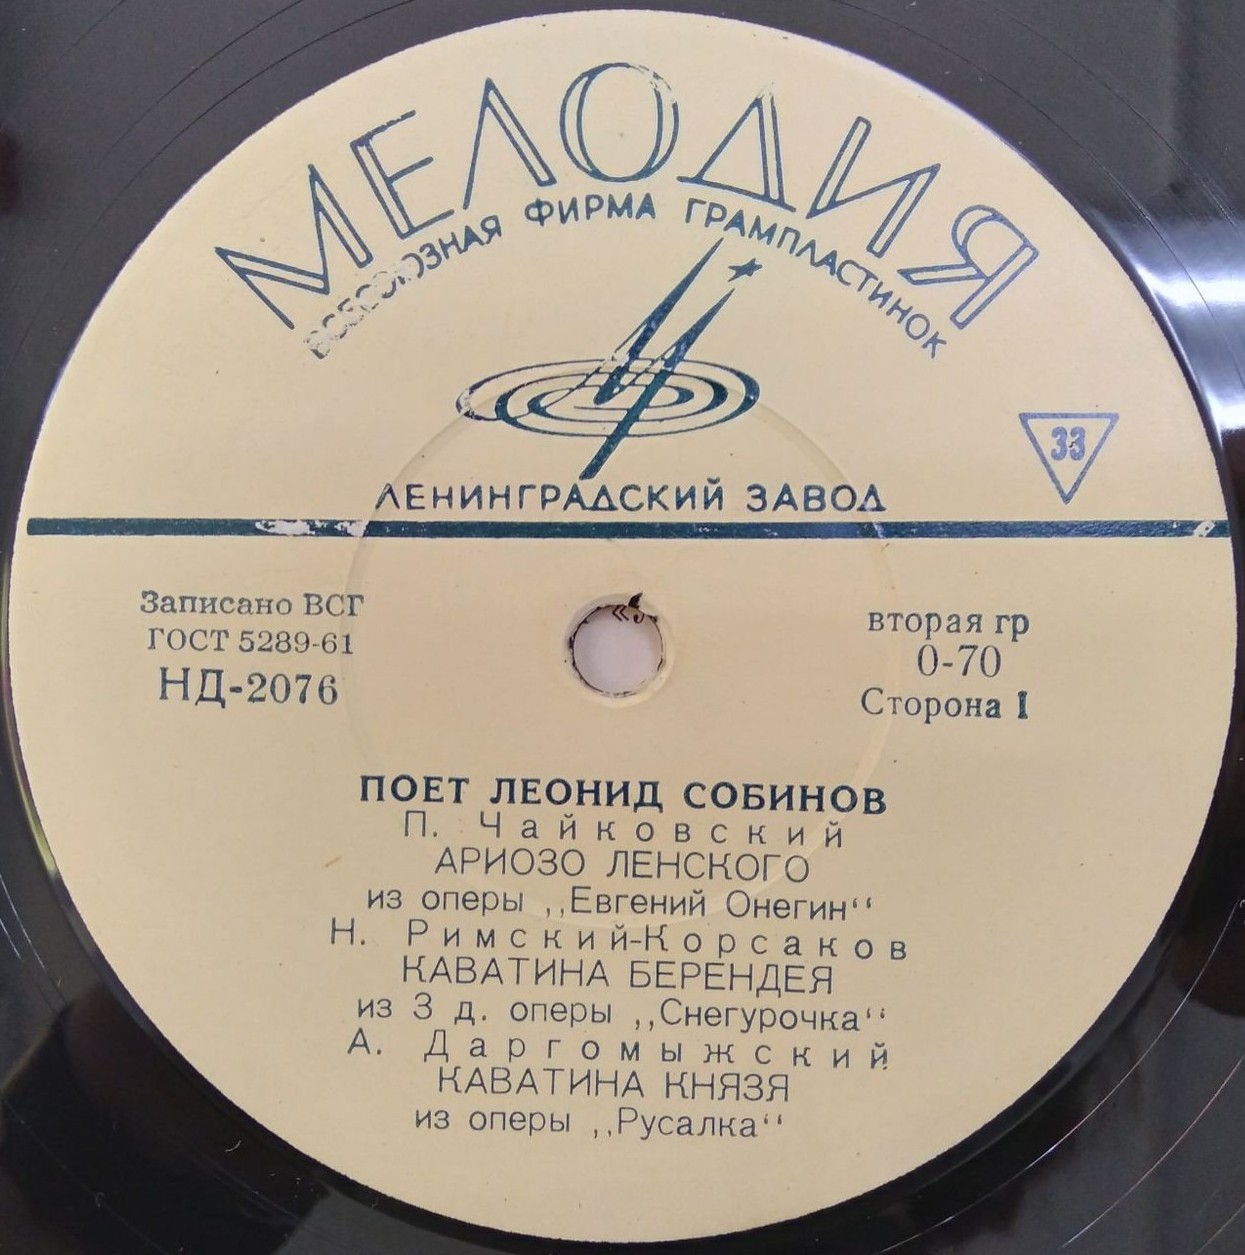 МЕЛОДИЯ
ВСЕСОЮЗНАЯ ФИРМА ГРАМПЛАСТИНОК
33
ЛЕНИНГРАДСКИЙ ЗАВОД
Записано ВСГ
ГОСТ 5289-61
НД-2076
вторая гр
0-70
Сторона 1
ПОЕТ ЛЕОНИД СОБИНОВ
П. Чайковский
АРИОЗО ЛЕНСКОГО
из оперы ,,Евгений Онегин“
Н. Римский-Корсаков
КАВАТИНА БЕРЕНДЕЯ
из 3 д. оперы ,,Снегурочка“
А. Даргомыжский
КАВАТИНА КНЯЗЯ
из оперы ,,Русалка“